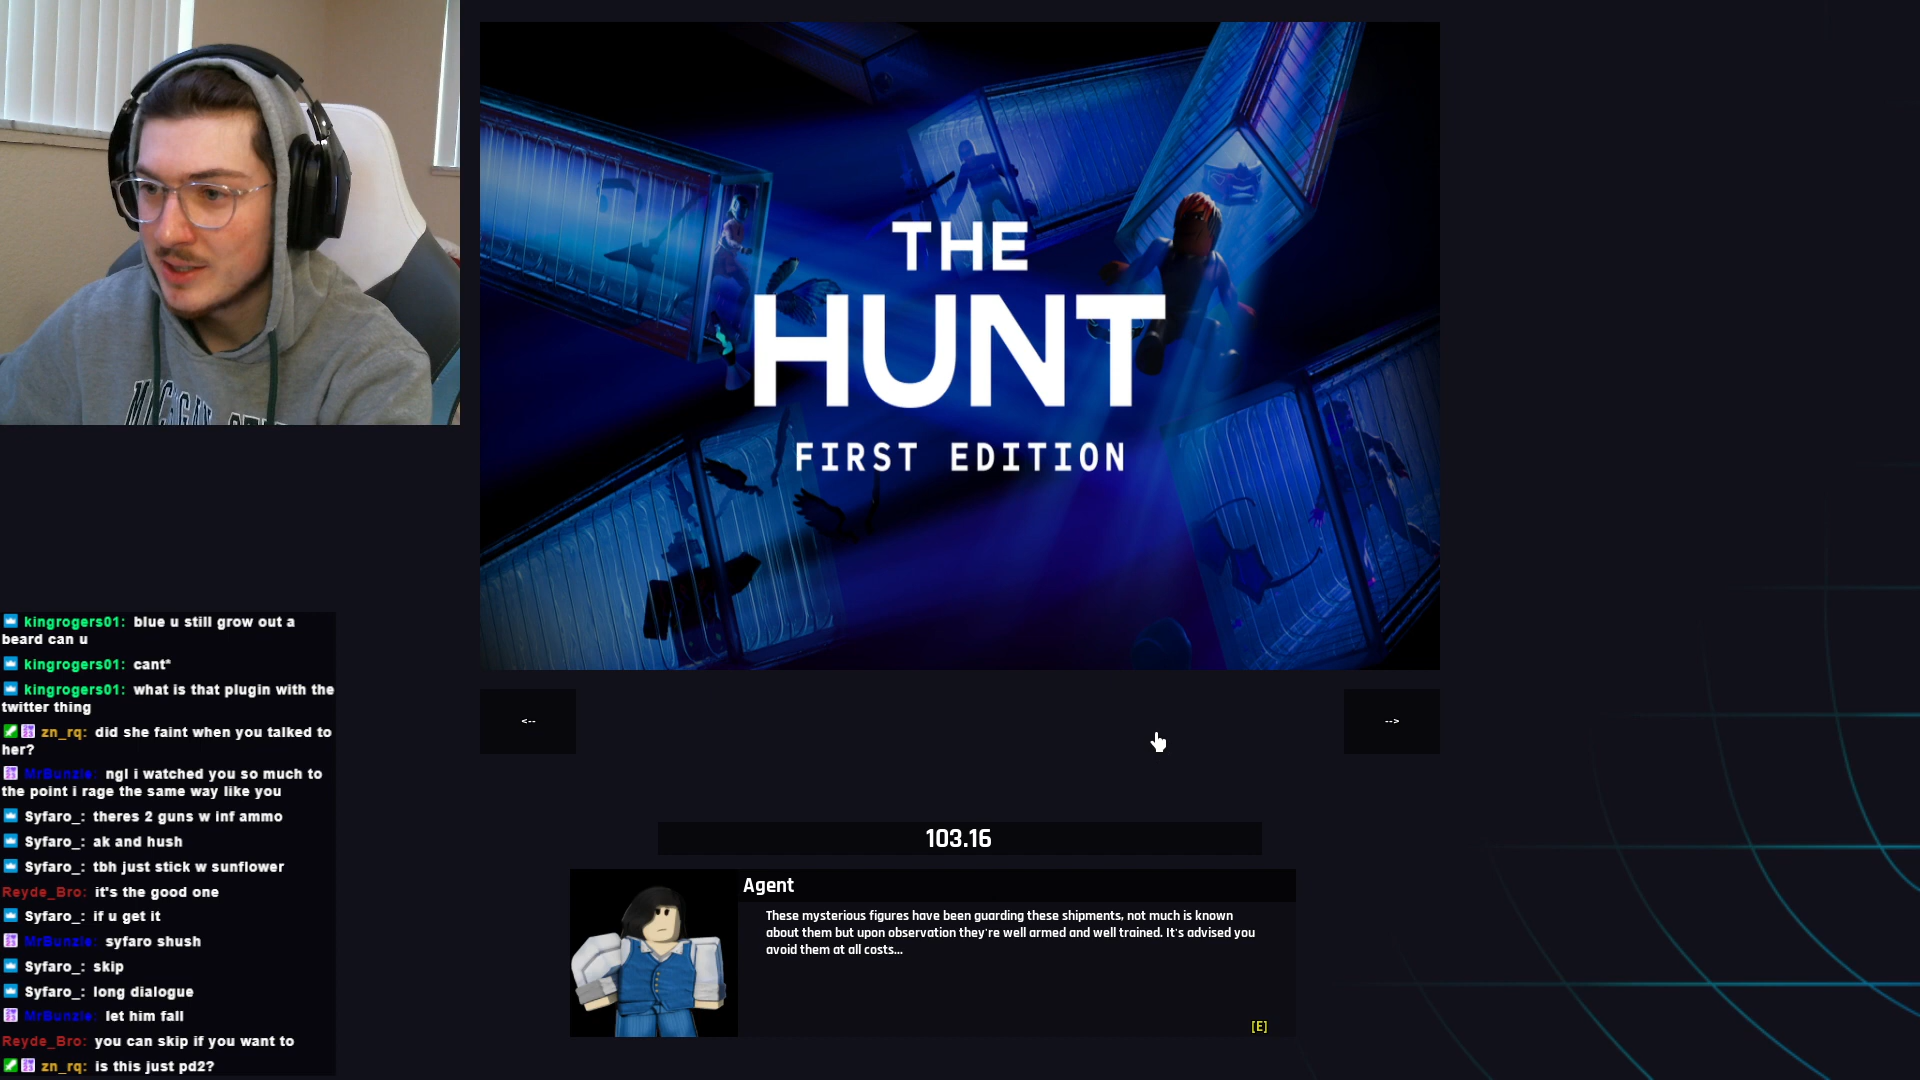 THE
HUNT
FIRST EDITION
<--
-->
103.16
Agent
These mysterious figures have been guarding these shipments, not much is known
about them but upon observation they're well armed and well trained. It's advised you
avoid them at all costs...
[E]
kingrogers01: blue u still grow out a
beard can u
kingrogers01: cant*
kingrogers01: what is that plugin with the
twitter thing
zn_rq: did she faint when you talked to
her?
MrBunzie: ngl i watched you so much to
the point i rage the same way like you
Syfaro_: theres 2 guns w inf ammo
Syfaro_: ak and hush
Syfaro_: tbh just stick w sunflower
Reyde_Bro: it's the good one
Syfaro_: if u get it
MrBunzie: syfaro shush
Syfaro_: skip
Syfaro_: long dialogue
MrBunzie: let him fall
Reyde_Bro: you can skip if you want to
zn_rq: is this just pd2?